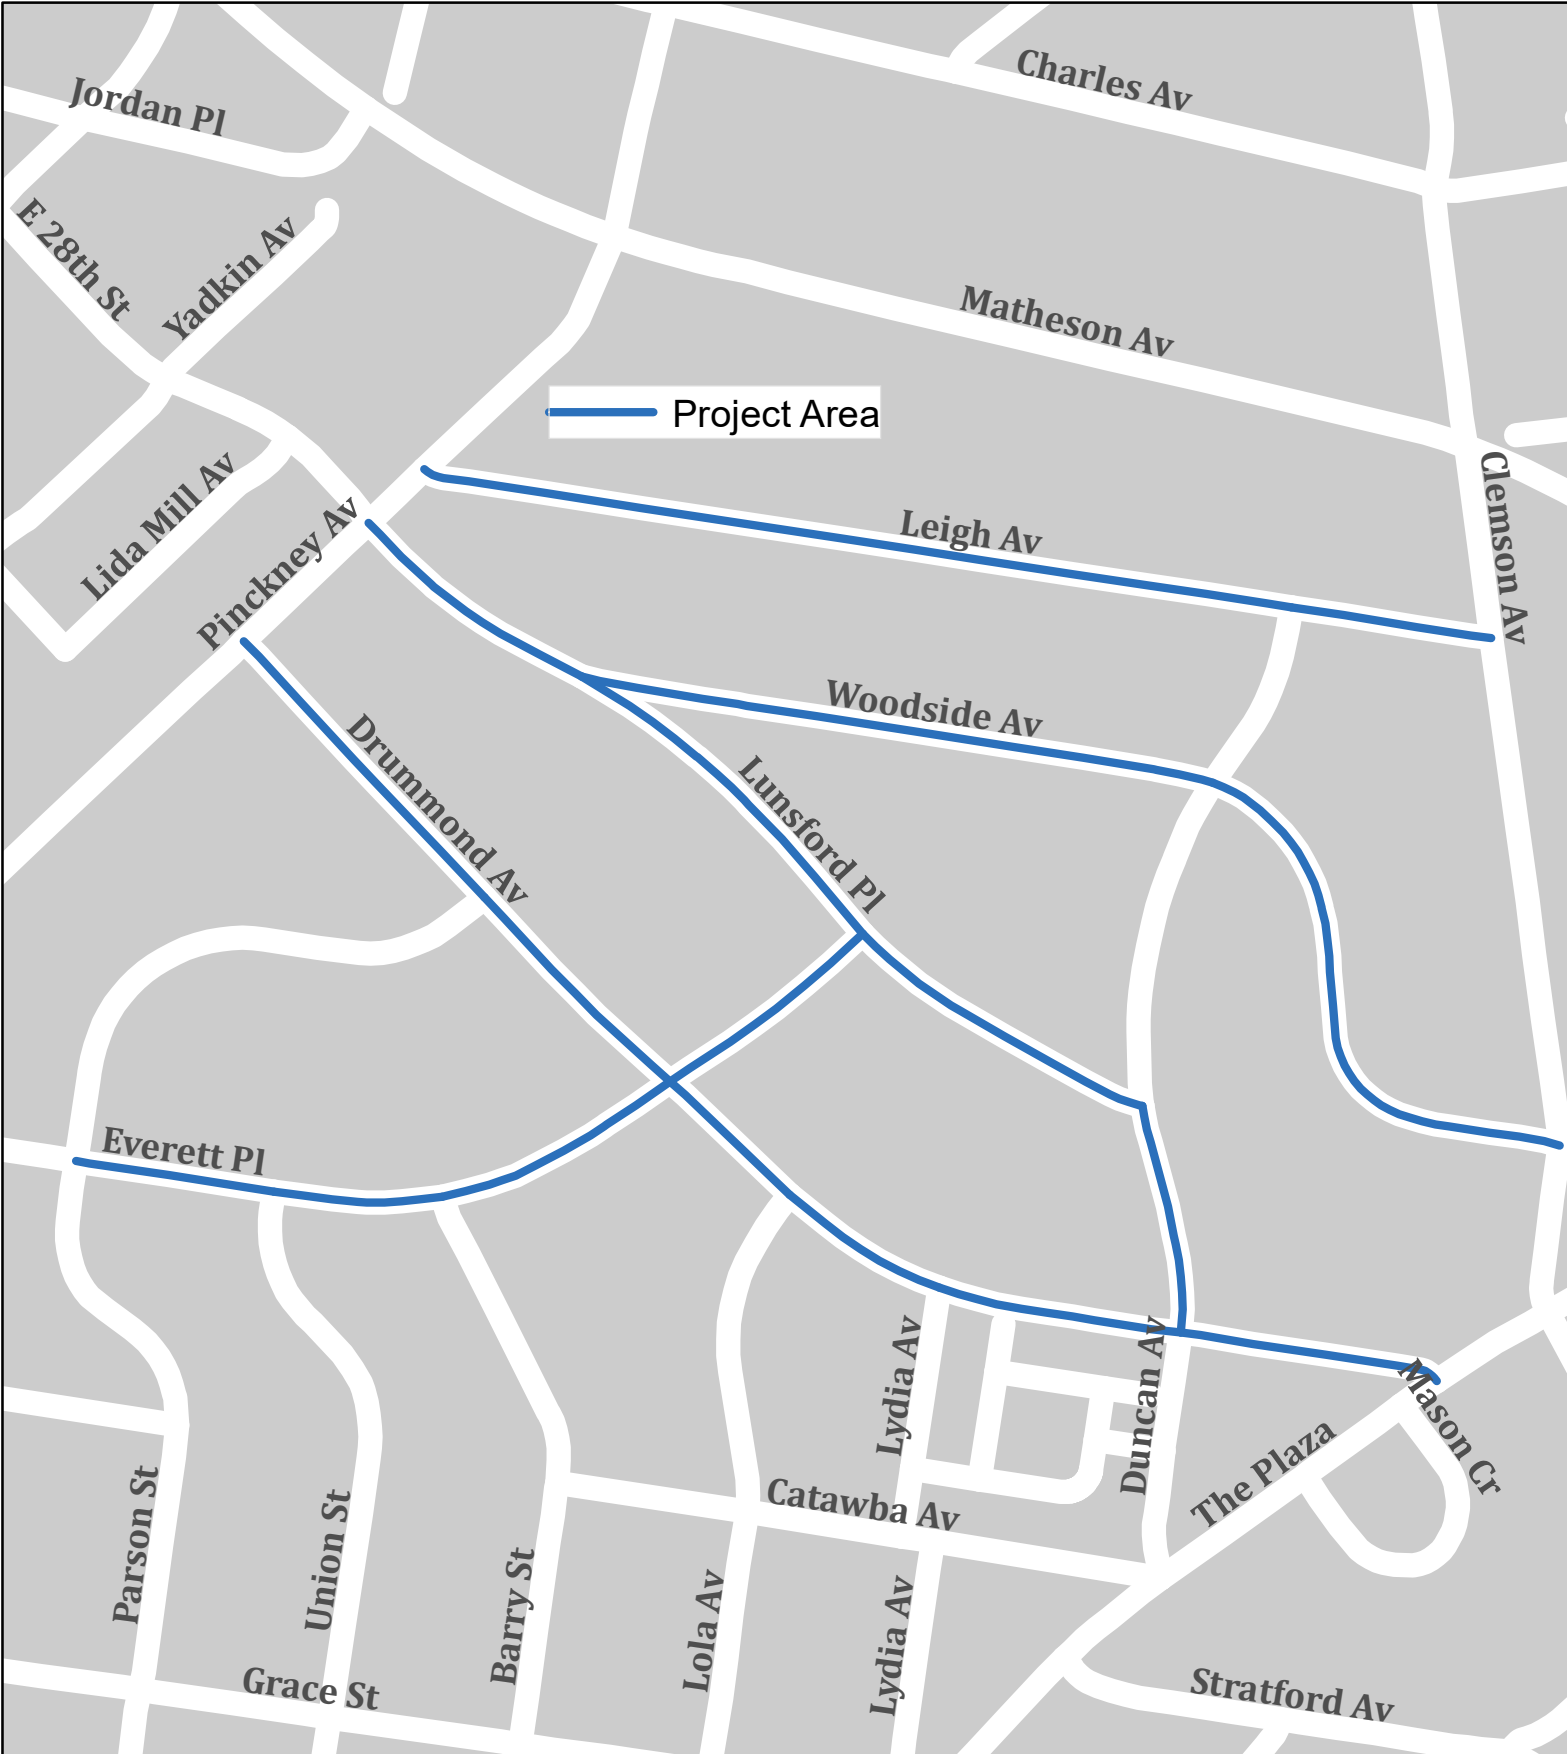 Charles Av
Jordan Pl
E 28th St
Yadkin Av
Matheson Av
Project Area
Clemson Av
Lida Mill Av
Pinckney Av
Leigh Av
Woodside Av
Drummond Av
Lunsford Pl
Everett Pl
Lydia Av
Duncan Av
Mason Cr
The Plaza
Parson St
Union St
Catawba Av
Barry St
Lola Av
Lydia Av
Grace St
Stratford Av